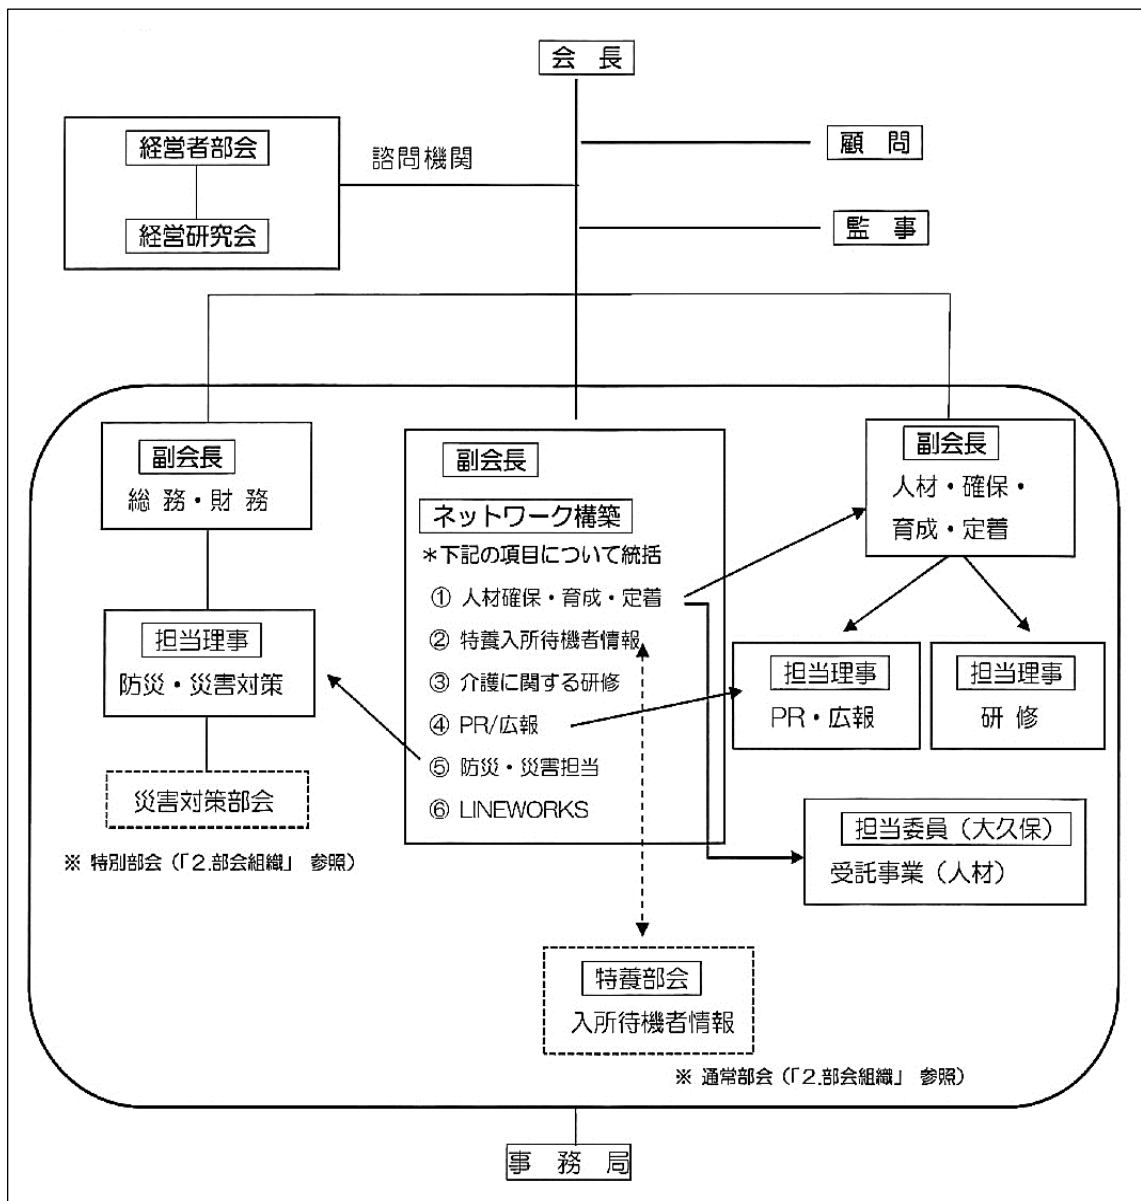 会　長
経営者部会
諮問機関
顧　問
経営研究会
監　事
副会長
総 務・財 務
副会長
ネットワーク構築
＊下記の項目について統括
① 人材確保・育成・定着
② 特養入所待機者情報
③ 介護に関する研修
④ PR/広報
⑤ 防災・災害担当
⑥ LINEWORKS
副会長
人材・確保・
育成・定着
担当理事
防災・災害対策
災害対策部会
※ 特別部会（「2.部会組織」 参照）
担当理事
PR・広報
担当理事
研 修
担当委員（大久保）
受託事業（人材）
特養部会
入所待機者情報
※ 通常部会（「2.部会組織」 参照）
事　務　局